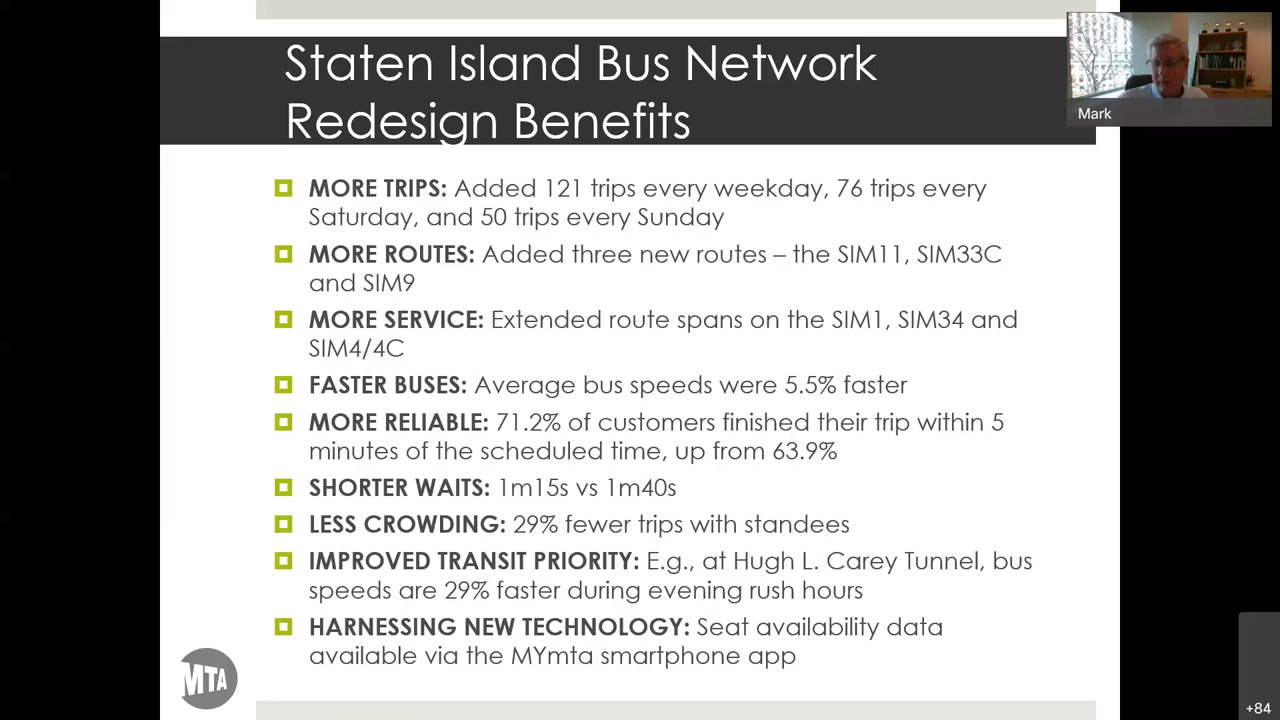 Staten Island Bus Network
Redesign Benefits
Mark
MORE TRIPS: Added 121 trips every weekday, 76 trips every
Saturday, and 50 trips every Sunday
MORE ROUTES: Added three new routes – the SIM11, SIM33C
and SIM9
MORE SERVICE: Extended route spans on the SIM1, SIM34 and
SIM4/4C
FASTER BUSES: Average bus speeds were 5.5% faster
MORE RELIABLE: 71.2% of customers finished their trip within 5
minutes of the scheduled time, up from 63.9%
SHORTER WAITS: 1m15s vs 1m40s
LESS CROWDING: 29% fewer trips with standees
IMPROVED TRANSIT PRIORITY: E.g., at Hugh L. Carey Tunnel, bus
speeds are 29% faster during evening rush hours
HARNESSING NEW TECHNOLOGY: Seat availability data
available via the MYmta smartphone app
MTA
+84